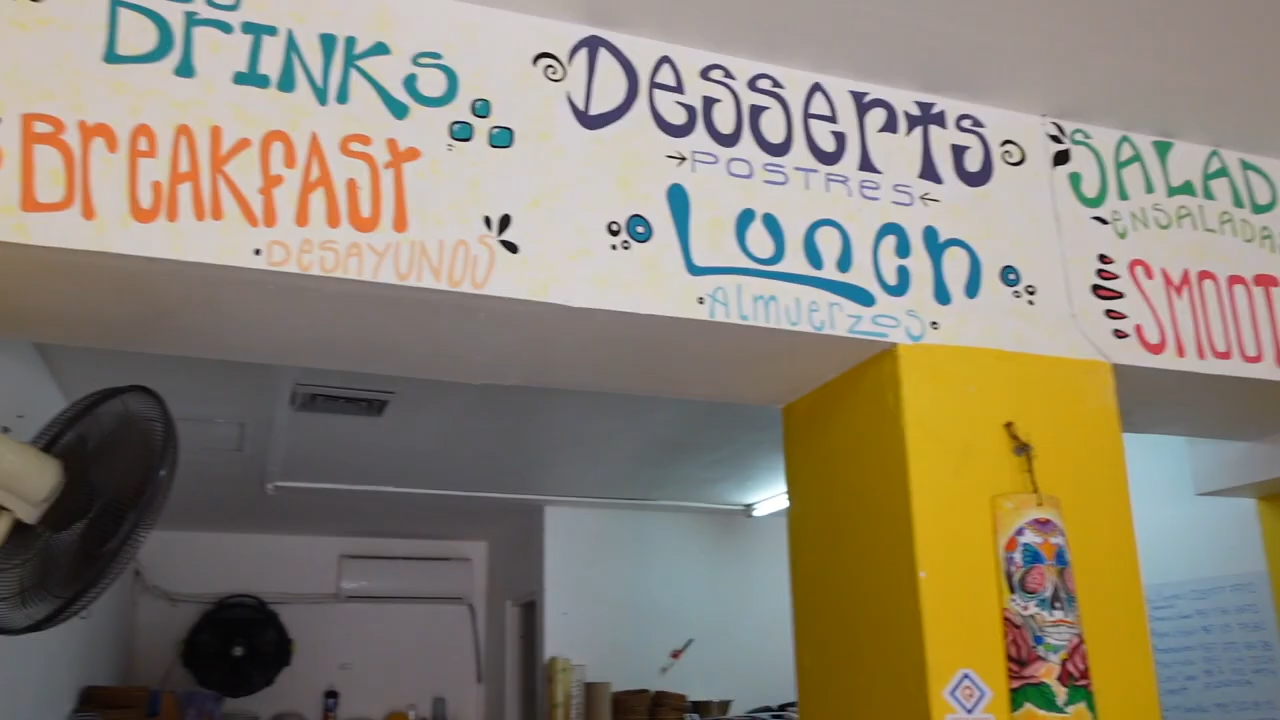 DrINKS
BreAKfASt
DESAYUNOS
Desserts
POSTRES
Lunch
Almuerzos
SALAD
eNSALADA
SMOOT